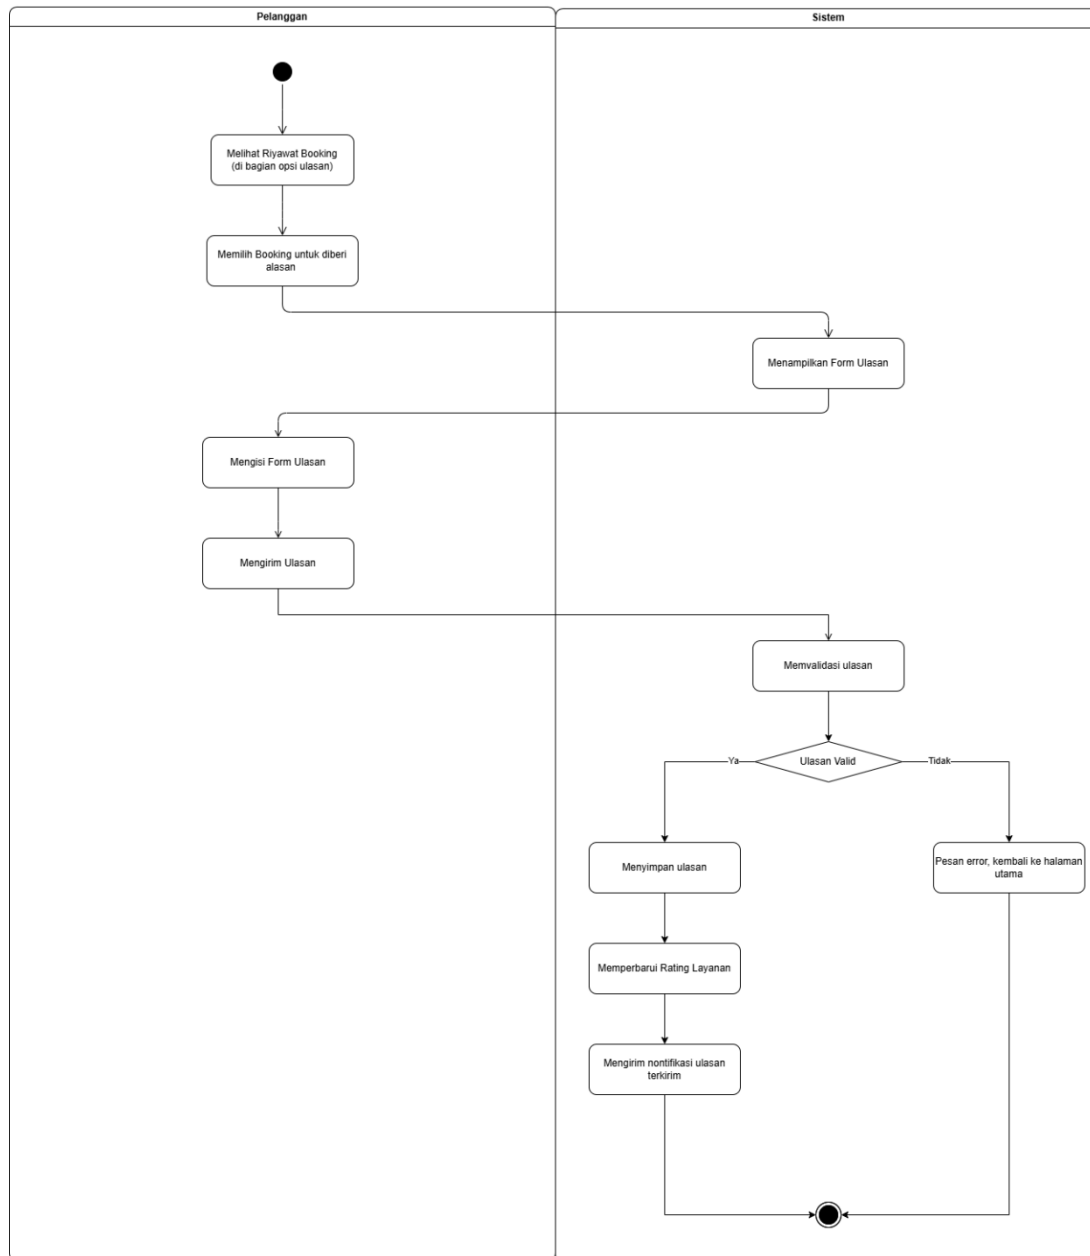 Pelanggan
Sistem
Melihat Riyawat Booking
(di bagian opsi ulasan)
Memilih Booking untuk diberi
alasan
Menampilkan Form Ulasan
Mengisi Form Ulasan
Mengirim Ulasan
Memvalidasi ulasan
Ulasan Valid
Ya
Tidak
Menyimpan ulasan
Pesan error, kembali ke halaman
utama
Memperbarui Rating Layanan
Mengirim nontifikasi ulasan
terkirim